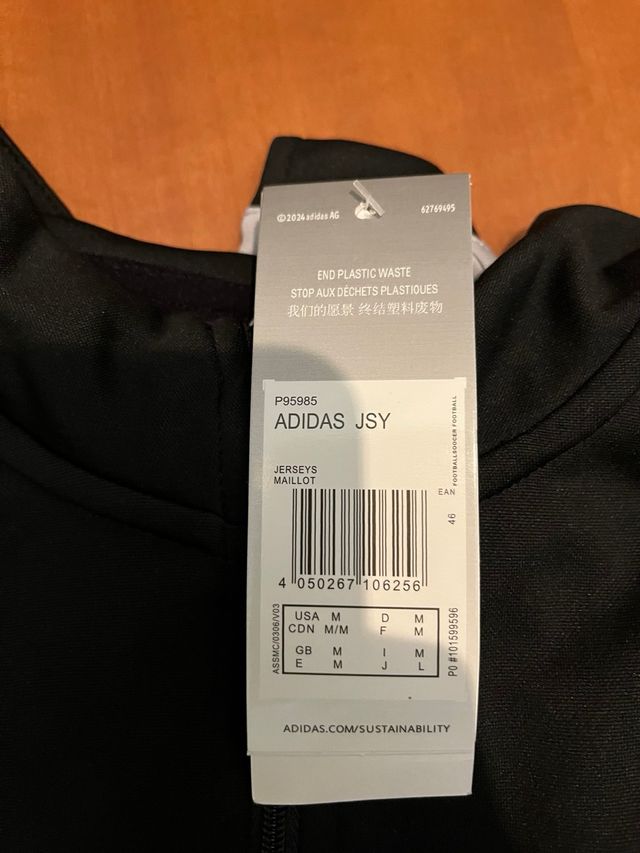 ©2024 adidas AG
62769495
END PLASTIC WASTE
STOP AUX DÉCHETS PLASTIQUES
我们的愿景 终结塑料废物
P95985
ADIDAS JSY
FOOTBALLSOCCER FOOTBALL
JERSEYS
MAILLOT
EAN
46
4 050267 106256
ASSMC/0306/V03
USA M D M
CDN M/M F M
GB M I M
E M J L
PO #101599596
ADIDAS.COM/SUSTAINABILITY